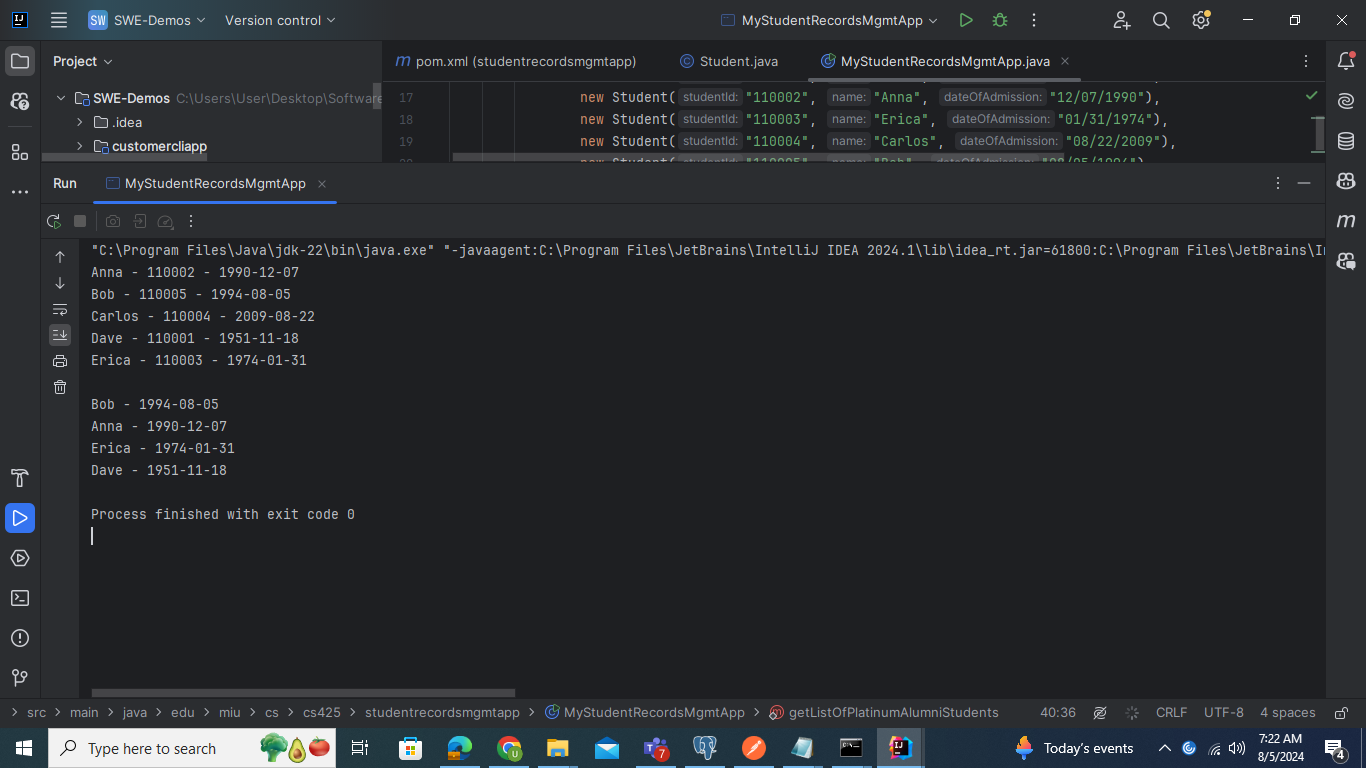 SW SWE-Demos Version control MyStudentRecordsMgmtApp
Project pom.xml (studentrecordsmgmtapp) Student.java MyStudentRecordsMgmtApp.java
SWE-Demos C:\Users\User\Desktop\Software
.idea
customercliapp
17 new Student( studentId: "110002", name: "Anna", dateOfAdmission: "12/07/1990"),
18 new Student( studentId: "110003", name: "Erica", dateOfAdmission: "01/31/1974"),
19 new Student( studentId: "110004", name: "Carlos", dateOfAdmission: "08/22/2009"),
Run MyStudentRecordsMgmtApp
"C:\Program Files\Java\jdk-22\bin\java.exe" "-javaagent:C:\Program Files\JetBrains\IntelliJ IDEA 2024.1\lib\idea_rt.jar=61800:C:\Program Files\JetBrains\In
Anna - 110002 - 1990-12-07
Bob - 110005 - 1994-08-05
Carlos - 110004 - 2009-08-22
Dave - 110001 - 1951-11-18
Erica - 110003 - 1974-01-31
Bob - 1994-08-05
Anna - 1990-12-07
Erica - 1974-01-31
Dave - 1951-11-18
Process finished with exit code 0
src main java edu miu cs cs425 studentrecordsmgmtapp MyStudentRecordsMgmtApp getListOfPlatinumAlumniStudents 40:36 CRLF UTF-8 4 spaces
Type here to search
7
Today's events
7:22 AM
8/5/2024
4